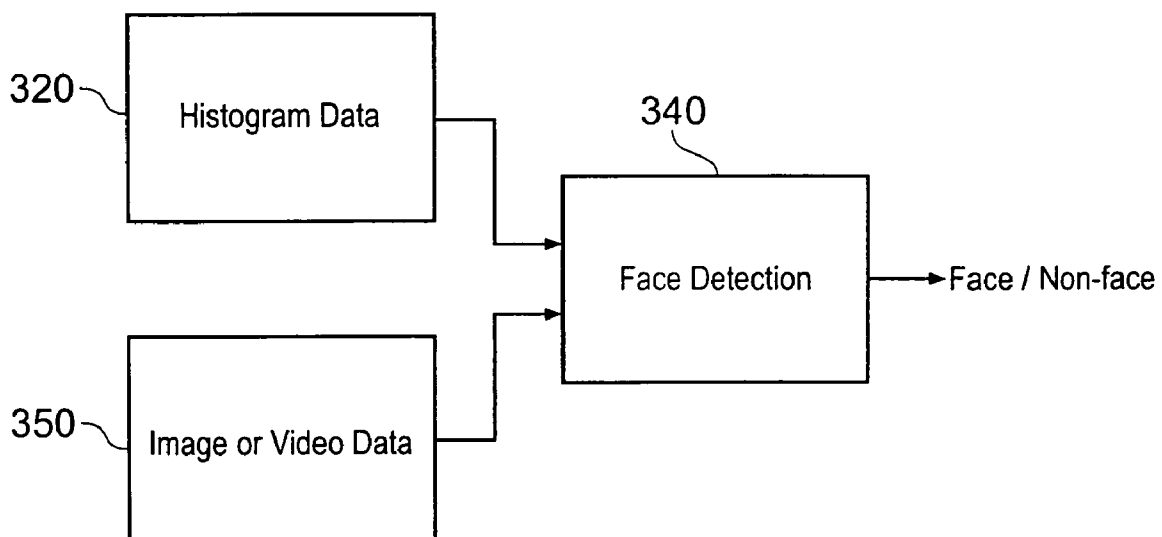 320
Histogram Data
340
Face Detection
Face / Non-face
350
Image or Video Data